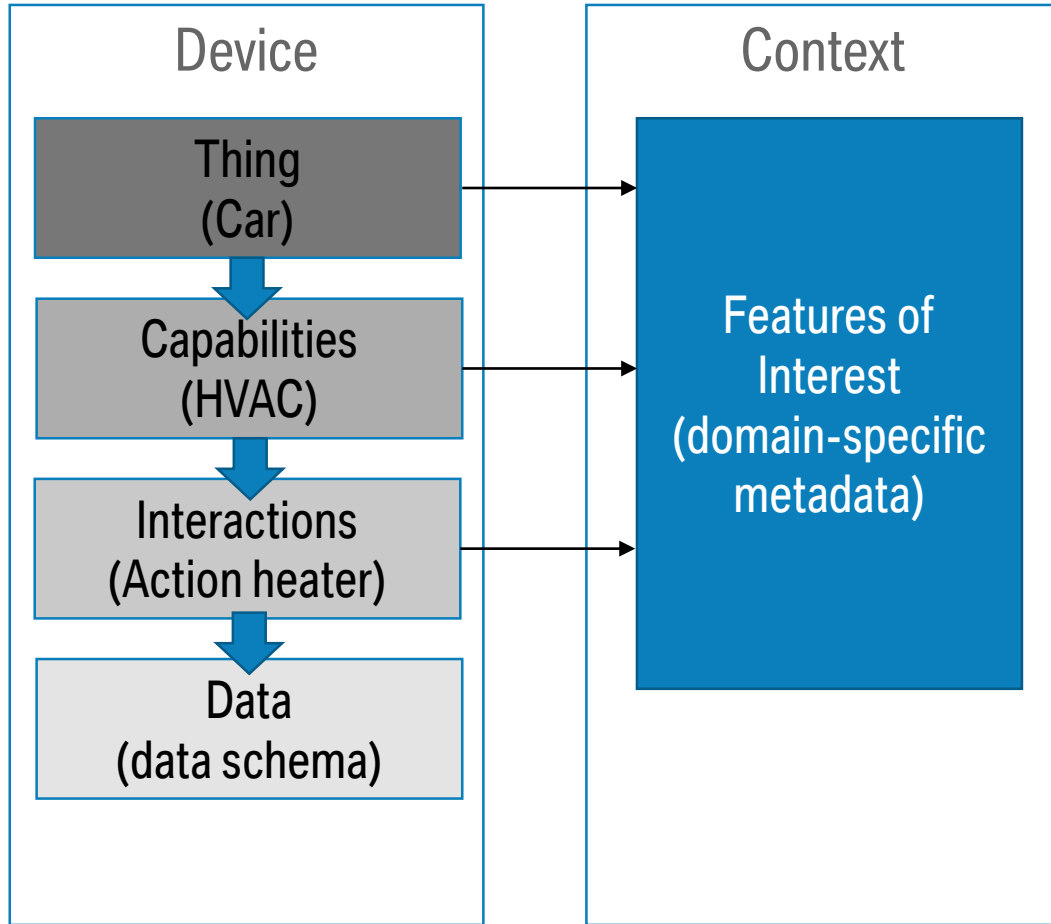 Device
Thing
(Car)
Capabilities
(HVAC)
Interactions
(Action heater)
Data
(data schema)
Context
Features of
Interest
(domain-specific
metadata)